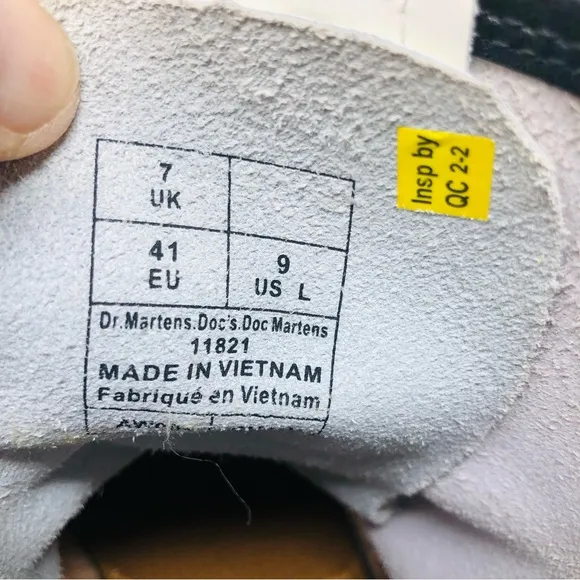 7
UK
41
EU
9
US L
Dr.Martens.Doc's.Doc Martens
11821
MADE IN VIETNAM
Fabriqué en Vietnam
Insp by
QC 2-2